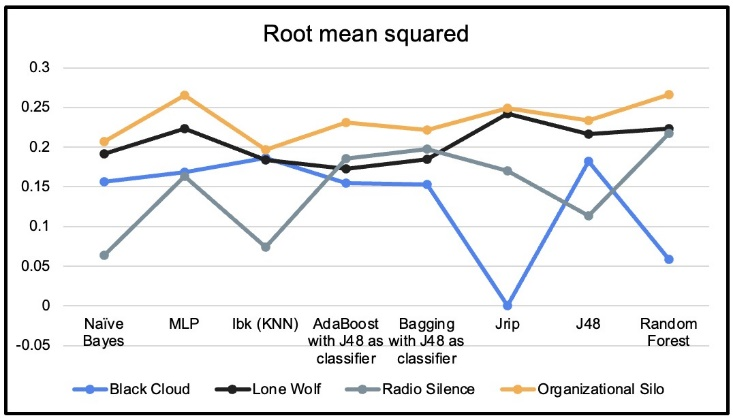 Root mean squared
0.3
0.25
0.2
0.15
0.1
0.05
0
-0.05
Naïve Bayes
MLP
Ibk (KNN)
AdaBoost with J48 as classifier
Bagging with J48 as classifier
Jrip
J48
Random Forest
Black Cloud
Lone Wolf
Radio Silence
Organizational Silo